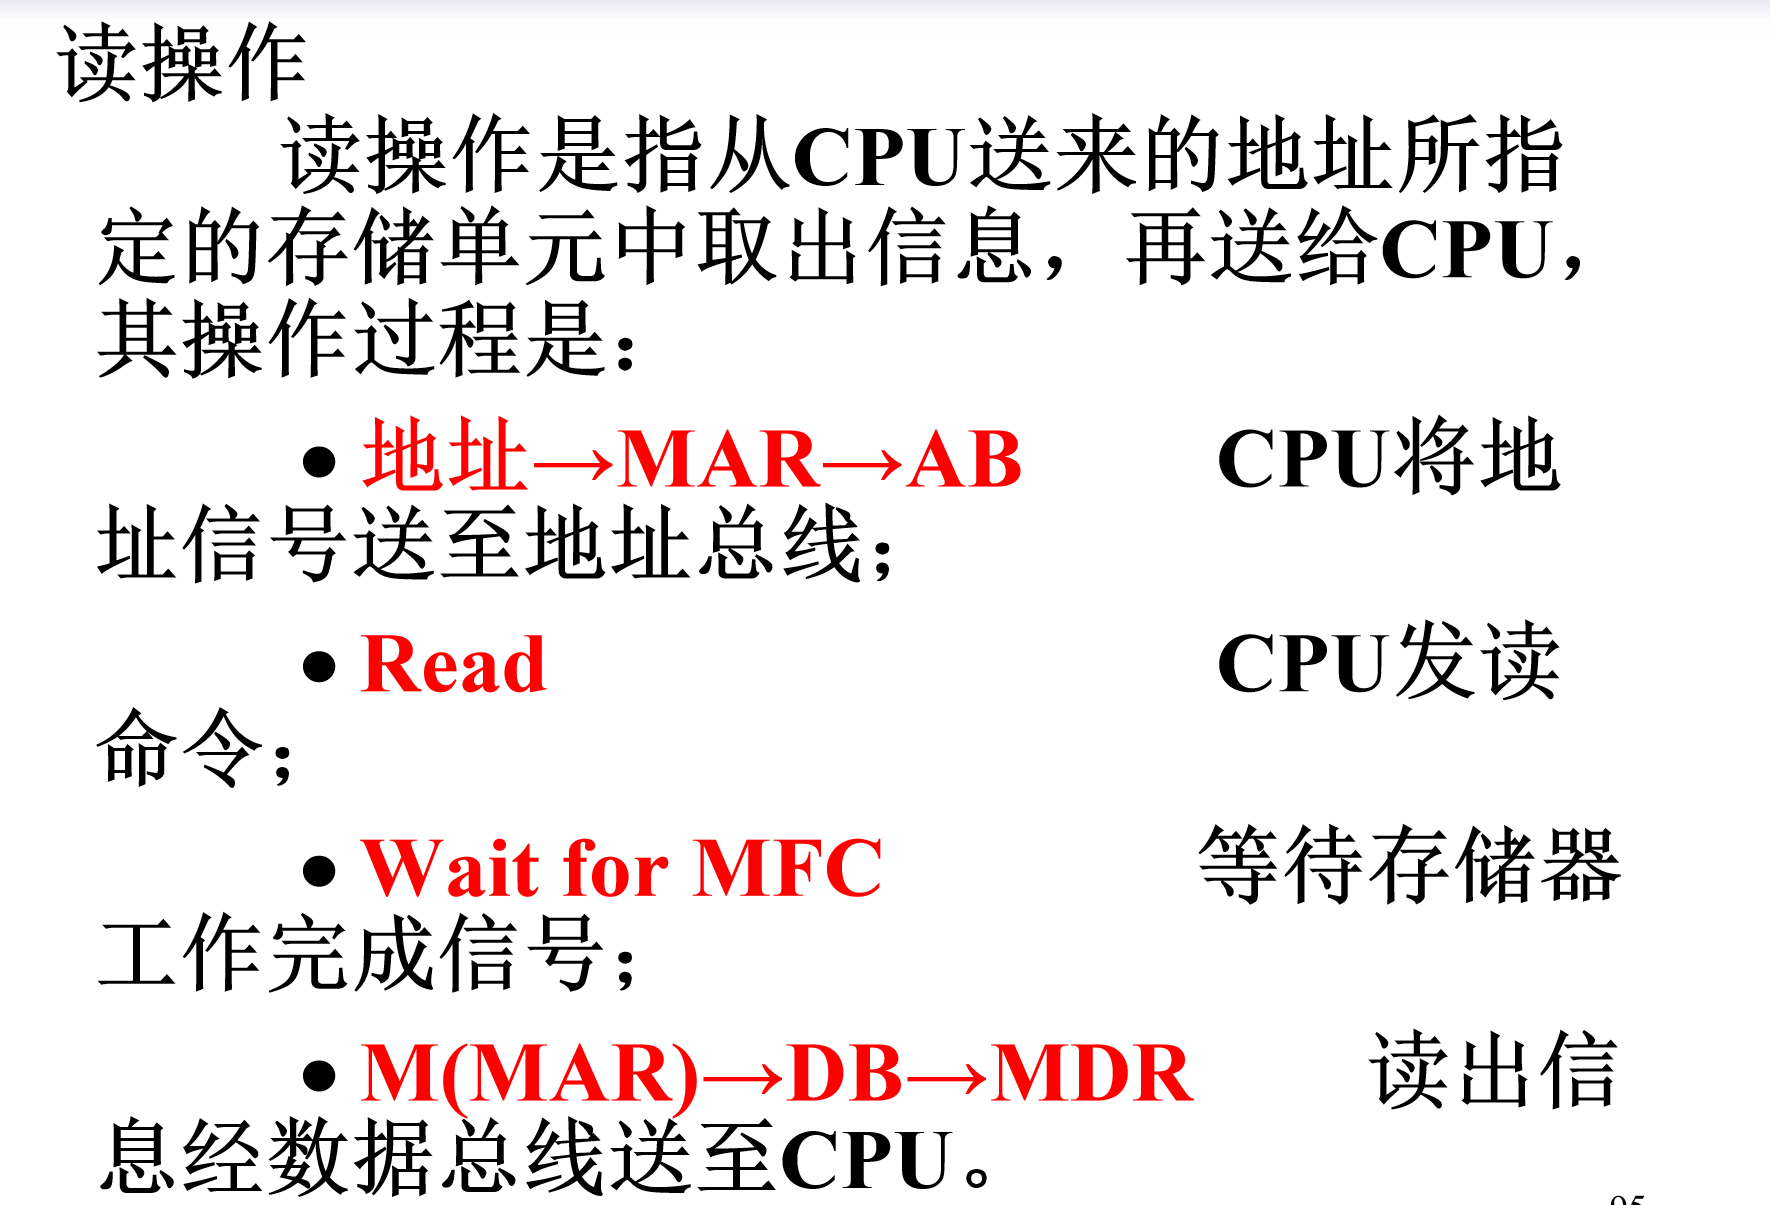 读操作
读操作是指从CPU送来的地址所指
定的存储单元中取出信息，再送给CPU，
其操作过程是：
● 地址→MAR→AB CPU将地
址信号送至地址总线；
● Read CPU发读
命令；
● Wait for MFC 等待存储器
工作完成信号；
● M(MAR)→DB→MDR 读出信
息经数据总线送至CPU。